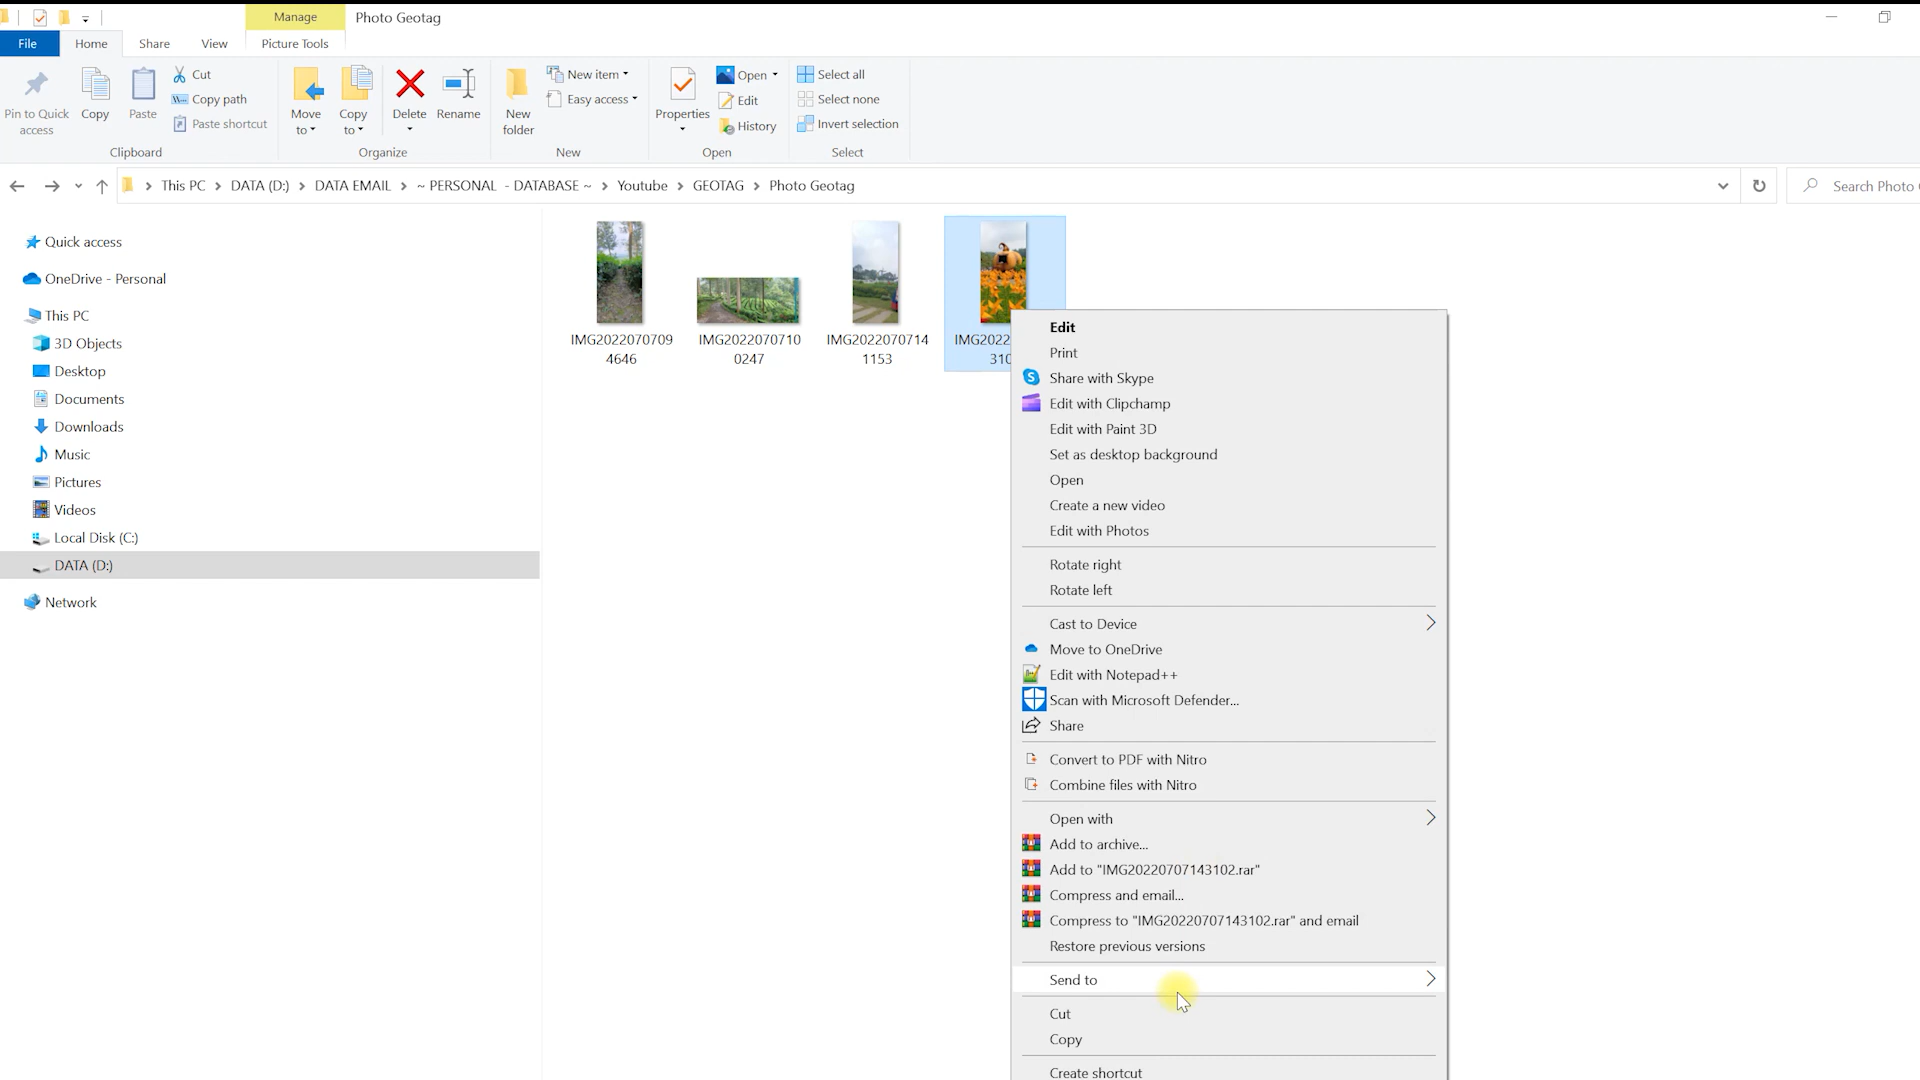 Manage
Photo Geotag
File
Home
Share
View
Picture Tools
Pin to Quick
access
Copy
Paste
Cut
Copy path
Paste shortcut
Clipboard
Move
to
Copy
to
Delete
Rename
Organize
New
folder
New item
Easy access
New
Properties
Open
Edit
History
Open
Select all
Select none
Invert selection
Select
This PC > DATA (D:) > DATA EMAIL > ~ PERSONAL - DATABASE ~ > Youtube > GEOTAG > Photo Geotag
Search Photo
Quick access
OneDrive - Personal
This PC
3D Objects
Desktop
Documents
Downloads
Music
Pictures
Videos
Local Disk (C:)
DATA (D:)
Network
IMG2022070709
4646
IMG2022070710
0247
IMG2022070714
1153
IMG2022
310
Edit
Print
Share with Skype
Edit with Clipchamp
Edit with Paint 3D
Set as desktop background
Open
Create a new video
Edit with Photos
Rotate right
Rotate left
Cast to Device
Move to OneDrive
Edit with Notepad++
Scan with Microsoft Defender...
Share
Convert to PDF with Nitro
Combine files with Nitro
Open with
Add to archive...
Add to "IMG20220707143102.rar"
Compress and email...
Compress to "IMG20220707143102.rar" and email
Restore previous versions
Send to
Cut
Copy
Create shortcut